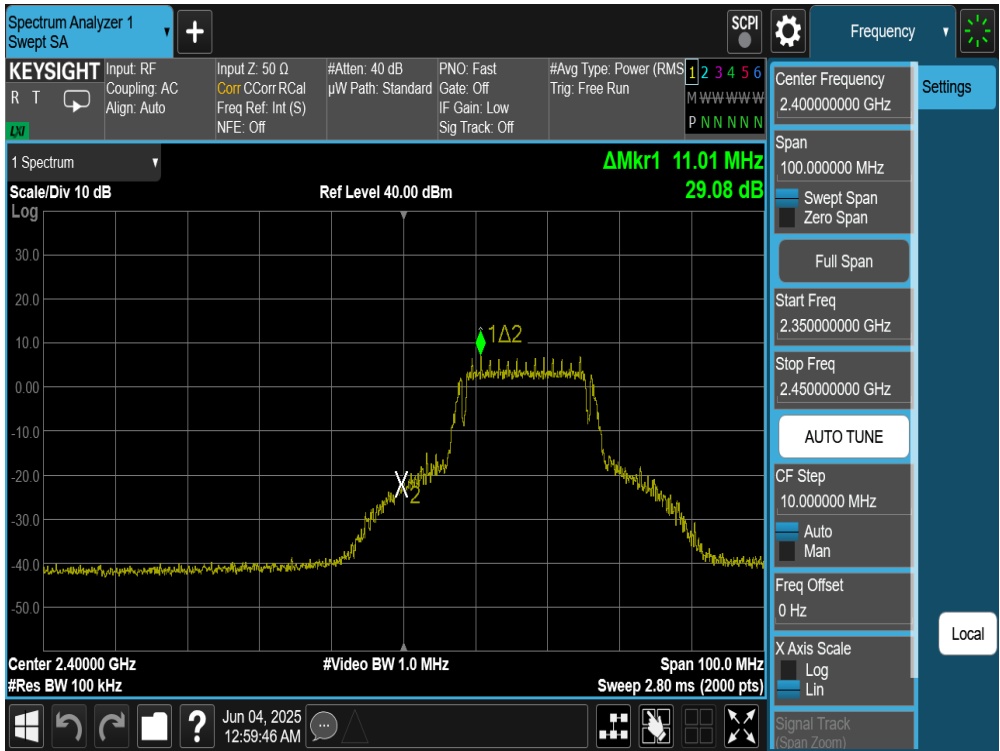 Spectrum Analyzer 1
Swept SA
+
SCPI
Frequency
KEYSIGHT
R T
LXI
Input: RF
Coupling: AC
Align: Auto
Input Z: 50 Ω
Corr CCorr RCal
Freq Ref: Int (S)
NFE: Off
#Atten: 40 dB
µW Path: Standard
PNO: Fast
Gate: Off
IF Gain: Low
Sig Track: Off
#Avg Type: Power (RMS
Trig: Free Run
1 2 3 4 5 6
M W W W W W
P N N N N N
1 Spectrum
ΔMkr1 11.01 MHz
29.08 dB
Scale/Div 10 dB
Ref Level 40.00 dBm
Log
30.0
20.0
10.0
0.00
-10.0
-20.0
-30.0
-40.0
-50.0
1Δ2
2
Center 2.40000 GHz
#Video BW 1.0 MHz
Span 100.0 MHz
#Res BW 100 kHz
Sweep 2.80 ms (2000 pts)
Center Frequency
2.400000000 GHz
Span
100.000000 MHz
Swept Span
Zero Span
Full Span
Start Freq
2.350000000 GHz
Stop Freq
2.450000000 GHz
AUTO TUNE
CF Step
10.000000 MHz
Auto
Man
Freq Offset
0 Hz
X Axis Scale
Log
Lin
Signal Track
(Span Zoom)
Settings
Local
?
Jun 04, 2025
12:59:46 AM